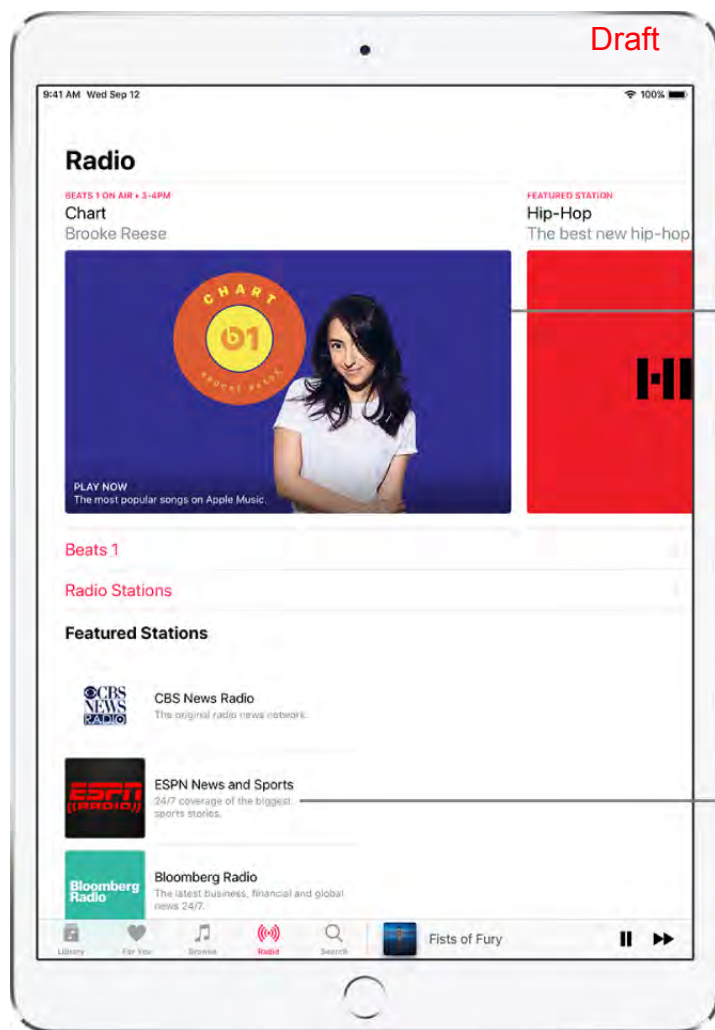 Draft
9:41 AM Wed Sep 12
100%
Radio
BEATS 1 ON AIR • 3-4PM
Chart
Brooke Reese
FEATURED STATION
Hip-Hop
The best new hip-hop
CHART
1
BROOKE REESE
PLAY NOW
The most popular songs on Apple Music.
Beats 1
Radio Stations
Featured Stations
CBS
NEWS
RADIO
CBS News Radio
The original radio news network.
ESPN
((RADIO))
ESPN News and Sports
24/7 coverage of the biggest
sports stories.
Bloomberg
Radio
Bloomberg Radio
The latest business, financial and global
news 24/7.
Library
For You
Browse
Radio
Search
Fists of Fury